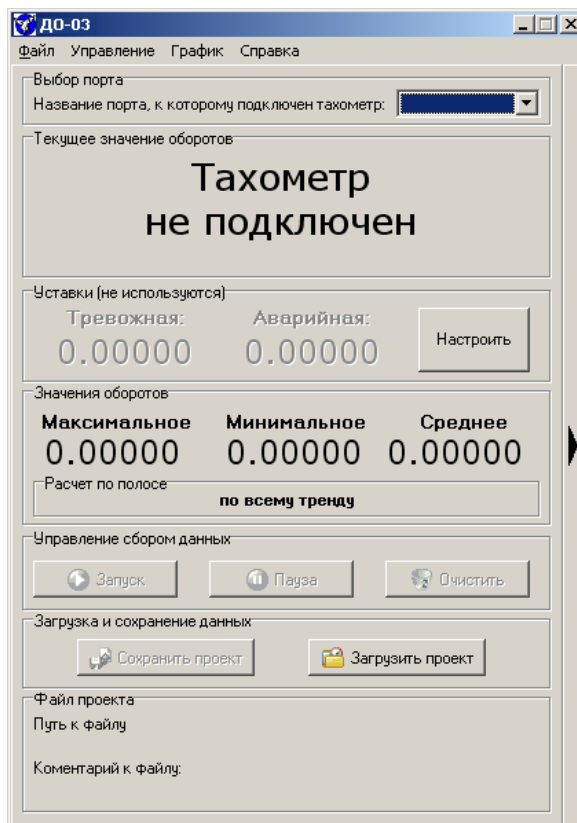 ДО-03
Файл Управление График Справка
Выбор порта
Название порта, к которому подключен тахометр:
Текущее значение оборотов
Тахометр
не подключен
Уставки (не используются)
Тревожная: Аварийная:
0.00000 0.00000 Настроить
Значения оборотов
Максимальное Минимальное Среднее
0.00000 0.00000 0.00000
Расчет по полосе
по всему тренду
Управление сбором данных
Запуск Пауза Очистить
Загрузка и сохранение данных
Сохранить проект Загрузить проект
Файл проекта
Путь к файлу
Коментарий к файлу: